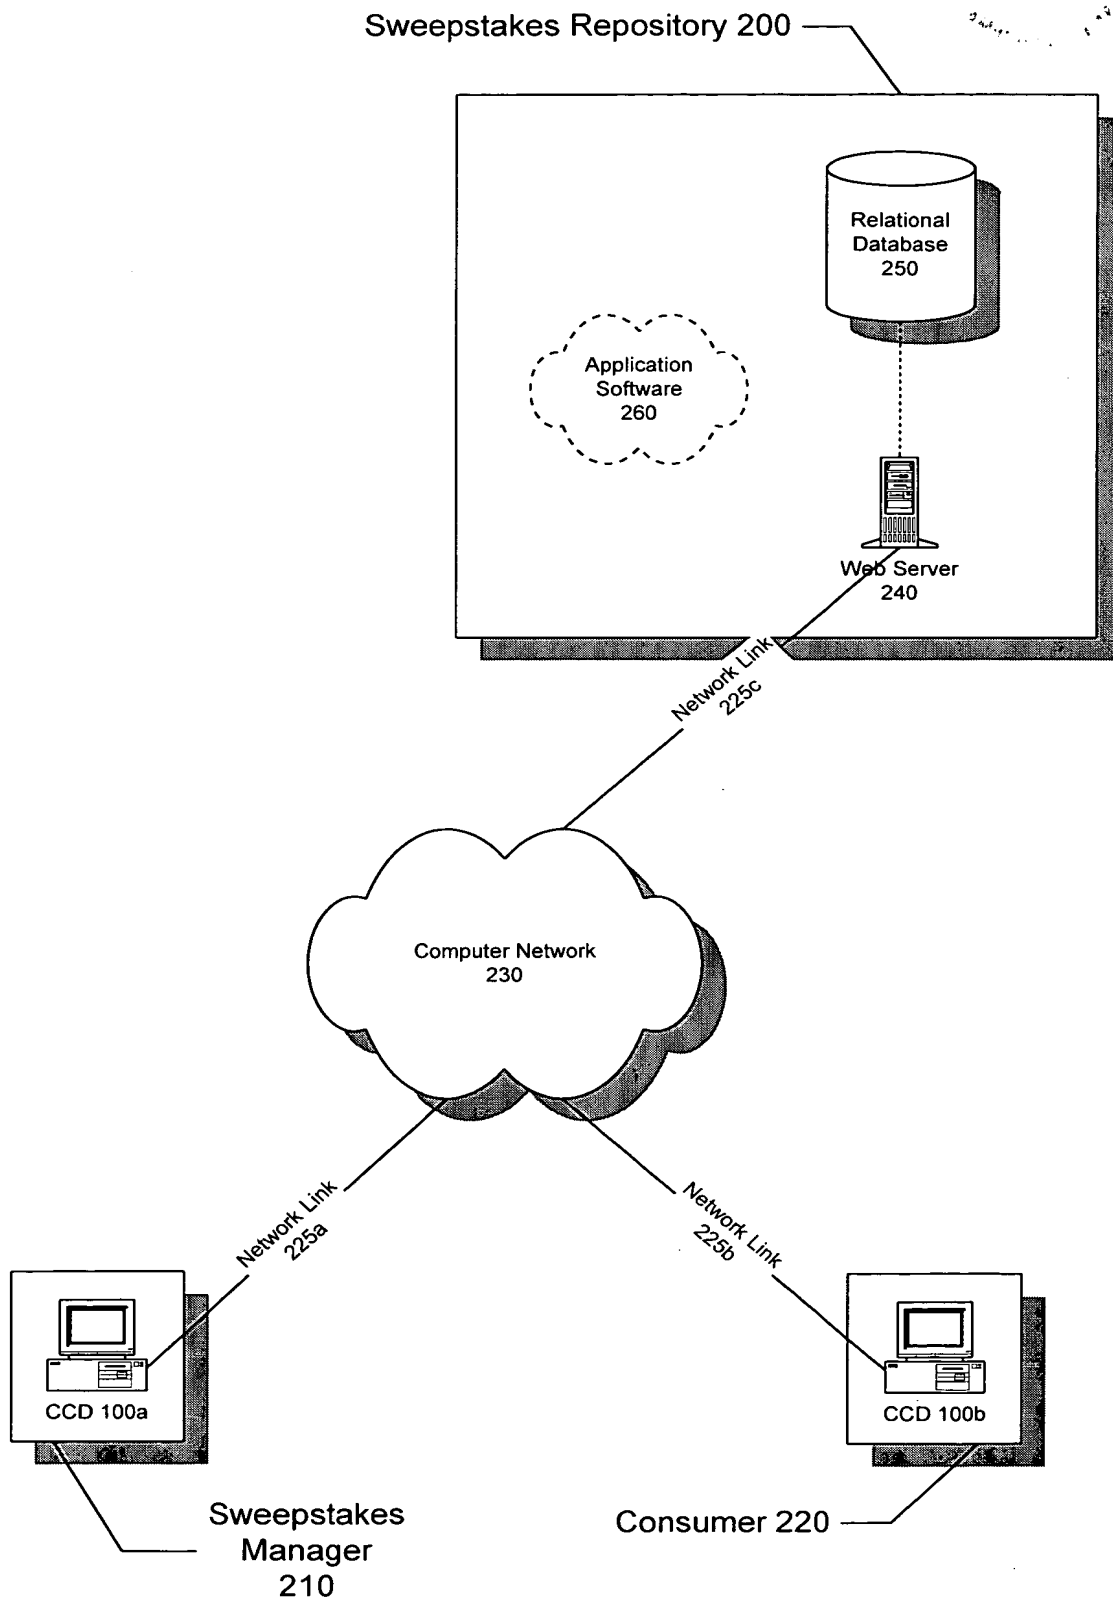 Sweepstakes Repository 200
Relational
Database
250
Application
Software
260
Web Server
240
Network Link
225c
Computer Network
230
Network Link
225a
Network Link
225b
CCD 100a
CCD 100b
Sweepstakes
Manager
210
Consumer 220